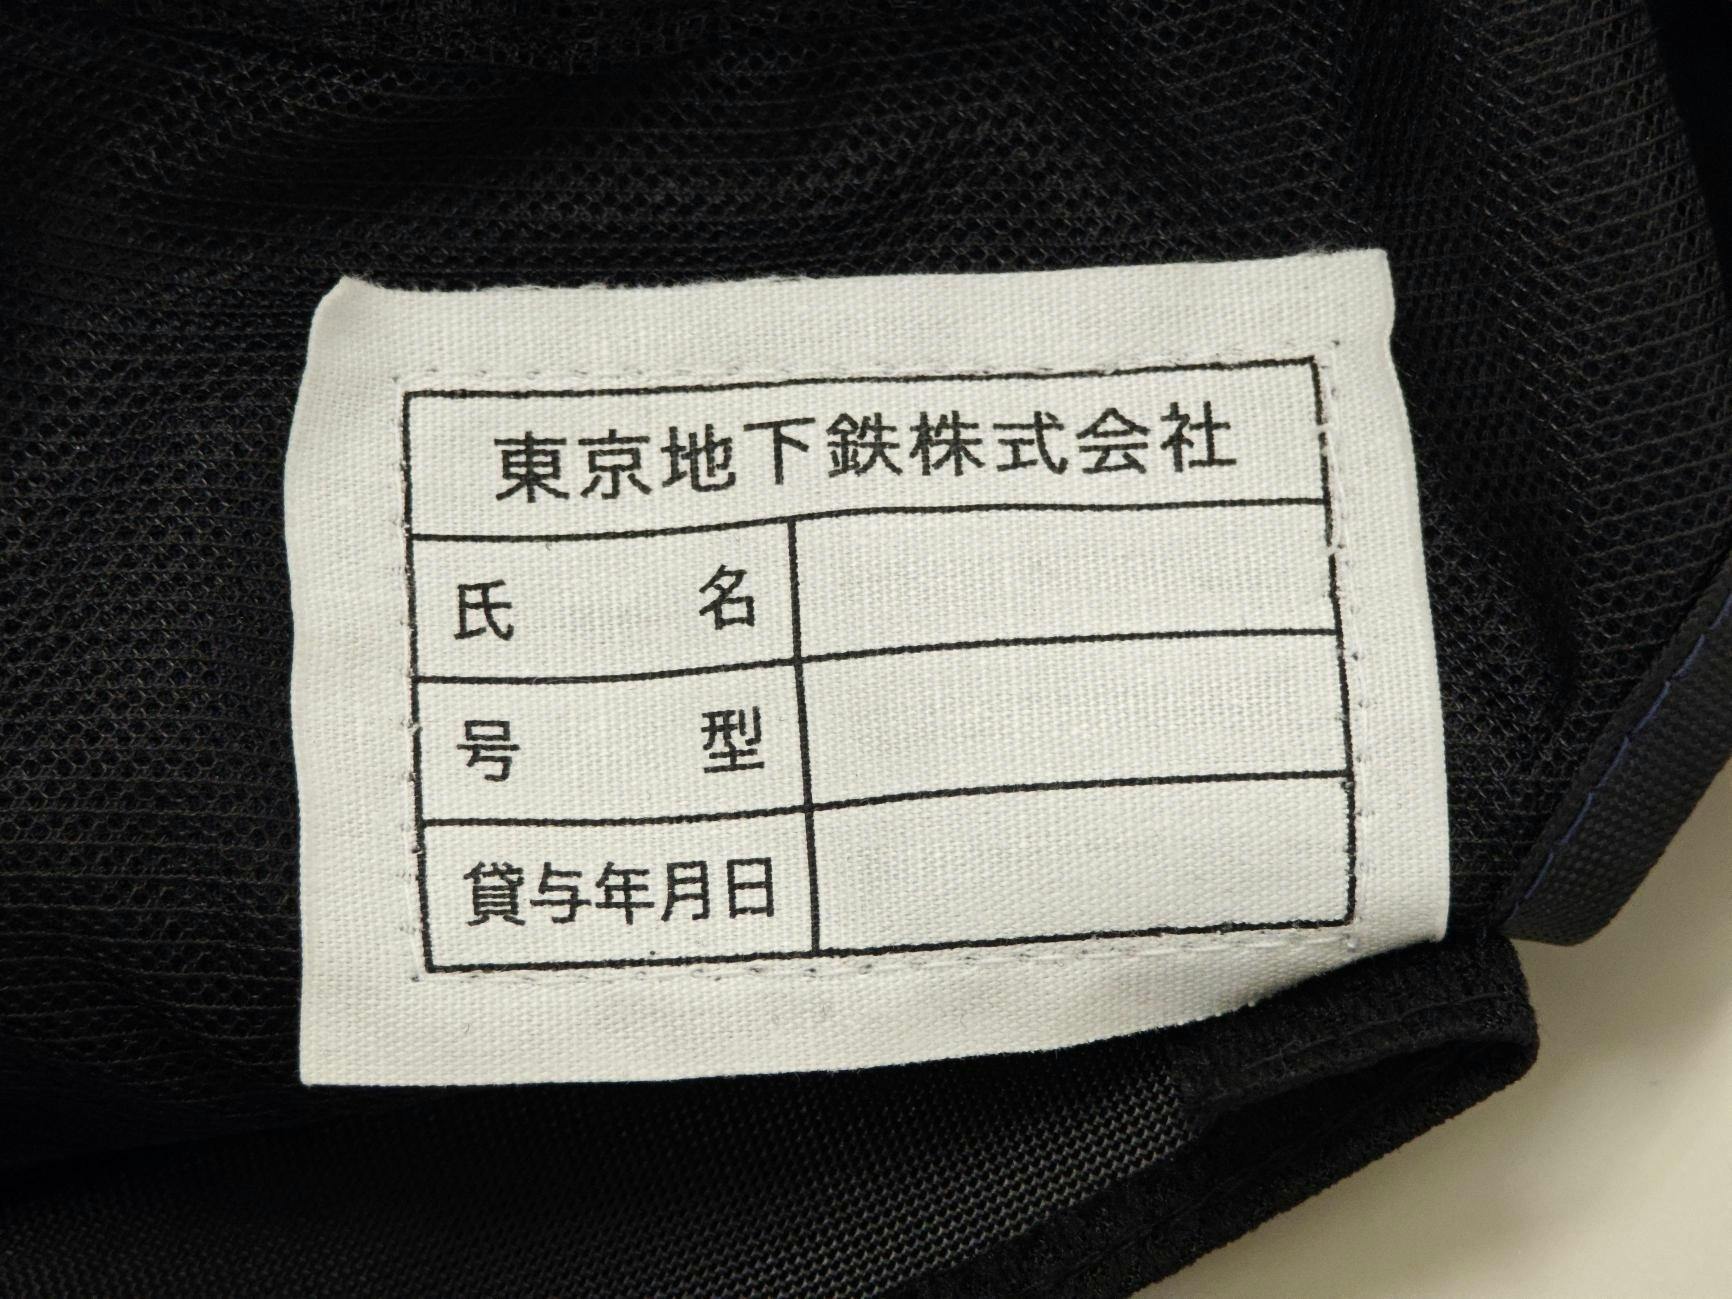 東京地下鉄株式会社
氏名
号型
貸与年月日